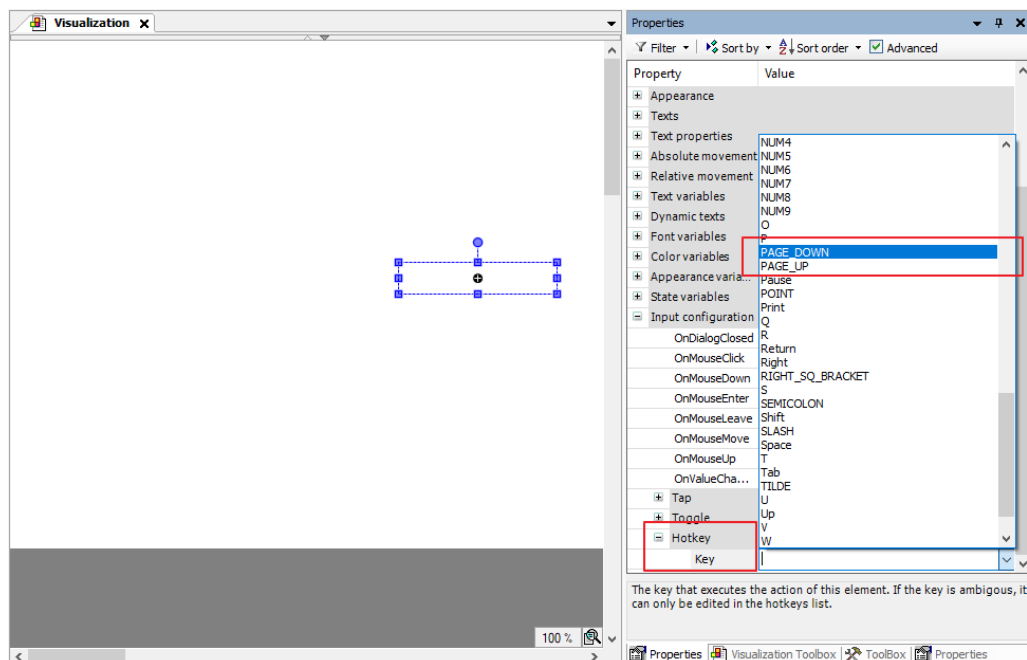 Visualization
Properties
Filter Sort by Sort order Advanced
Property Value
Appearance
Texts
Text properties
Absolute movement
Relative movement
Text variables
Dynamic texts
Font variables
Color variables
Appearance varia...
State variables
Input configuration
OnDialogClosed
OnMouseClick
OnMouseDown
OnMouseEnter
OnMouseLeave
OnMouseMove
OnMouseUp
OnValueCha...
Tap
Toggle
Hotkey
Key
NUM4
NUM5
NUM6
NUM7
NUM8
NUM9
O
P
PAGE_DOWN
PAGE_UP
Pause
POINT
Print
Q
R
Return
Right
RIGHT_SQ_BRACKET
S
SEMICOLON
Shift
SLASH
Space
T
Tab
TILDE
U
Up
V
W
The key that executes the action of this element. If the key is ambigous, it
can only be edited in the hotkeys list.
100 %
Properties Visualization Toolbox ToolBox Properties